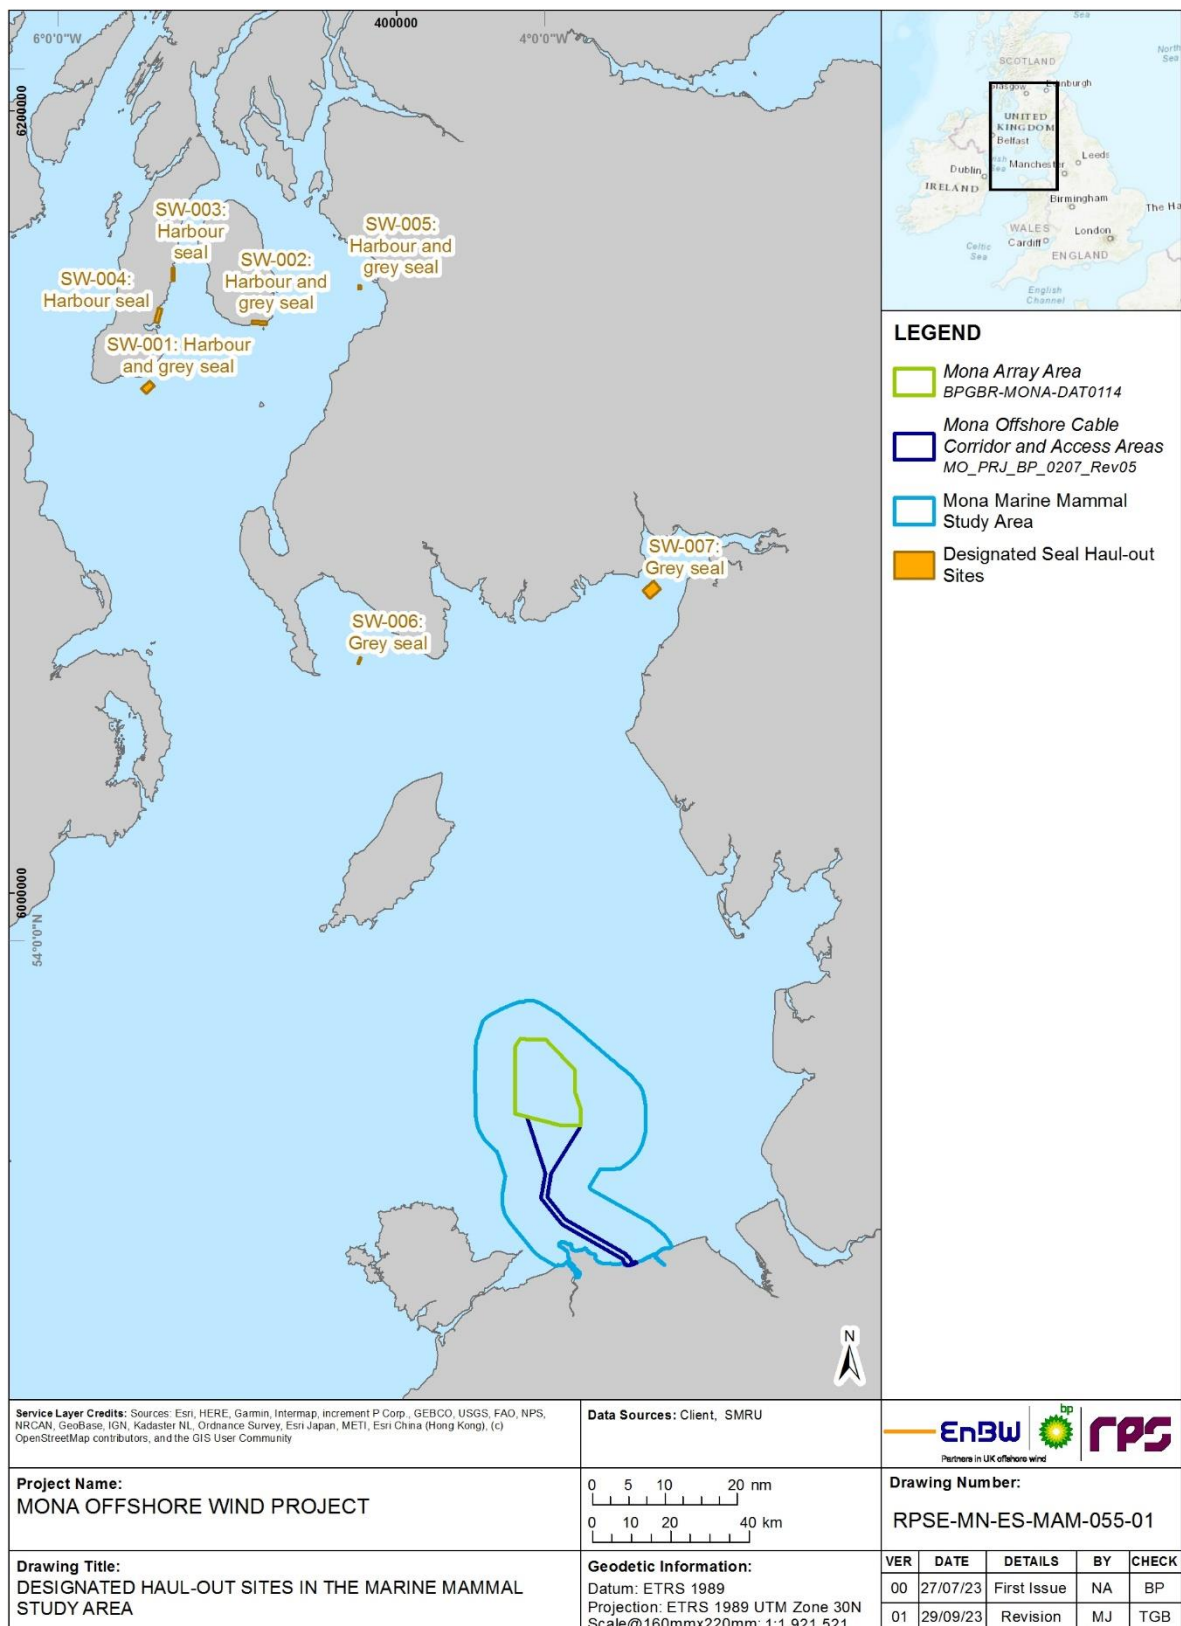 400000
6°0'0"W
4°0'0"W
6200000
SW-003:
Harbour
seal
SW-005:
Harbour and
grey seal
SW-002:
Harbour and
grey seal
SW-004:
Harbour seal
SW-001: Harbour
and grey seal
SW-007:
Grey seal
SW-006:
Grey seal
6000000
54°0'0"N
N
Sea
North
Sea
SCOTLAND
Glasgow
Edinburgh
UNITED
KINGDOM
Belfast
Leeds
Dublin
Manchester
IRELAND
Birmingham
The Ha
WALES
London
Cardiff
Celtic
Sea
ENGLAND
English
Channel
LEGEND
Mona Array Area
BPGBR-MONA-DAT0114
Mona Offshore Cable
Corridor and Access Areas
MO_PRJ_BP_0207_Rev05
Mona Marine Mammal
Study Area
Designated Seal Haul-out
Sites
Service Layer Credits: Sources: Esri, HERE, Garmin, Intermap, increment P Corp., GEBCO, USGS, FAO, NPS,
NRCAN, GeoBase, IGN, Kadaster NL, Ordnance Survey, Esri Japan, METI, Esri China (Hong Kong), (c)
OpenStreetMap contributors, and the GIS User Community
Data Sources: Client, SMRU
EnBW
bp
rps
Partners in UK offshore wind
Project Name:
MONA OFFSHORE WIND PROJECT
0 5 10 20 nm
0 10 20 40 km
Drawing Number:
RPSE-MN-ES-MAM-055-01
Drawing Title:
DESIGNATED HAUL-OUT SITES IN THE MARINE MAMMAL
STUDY AREA
Geodetic Information:
Datum: ETRS 1989
Projection: ETRS 1989 UTM Zone 30N
Scale@160mmx220mm: 1:1,921,521
VER DATE DETAILS BY CHECK
00 27/07/23 First Issue NA BP
01 29/09/23 Revision MJ TGB